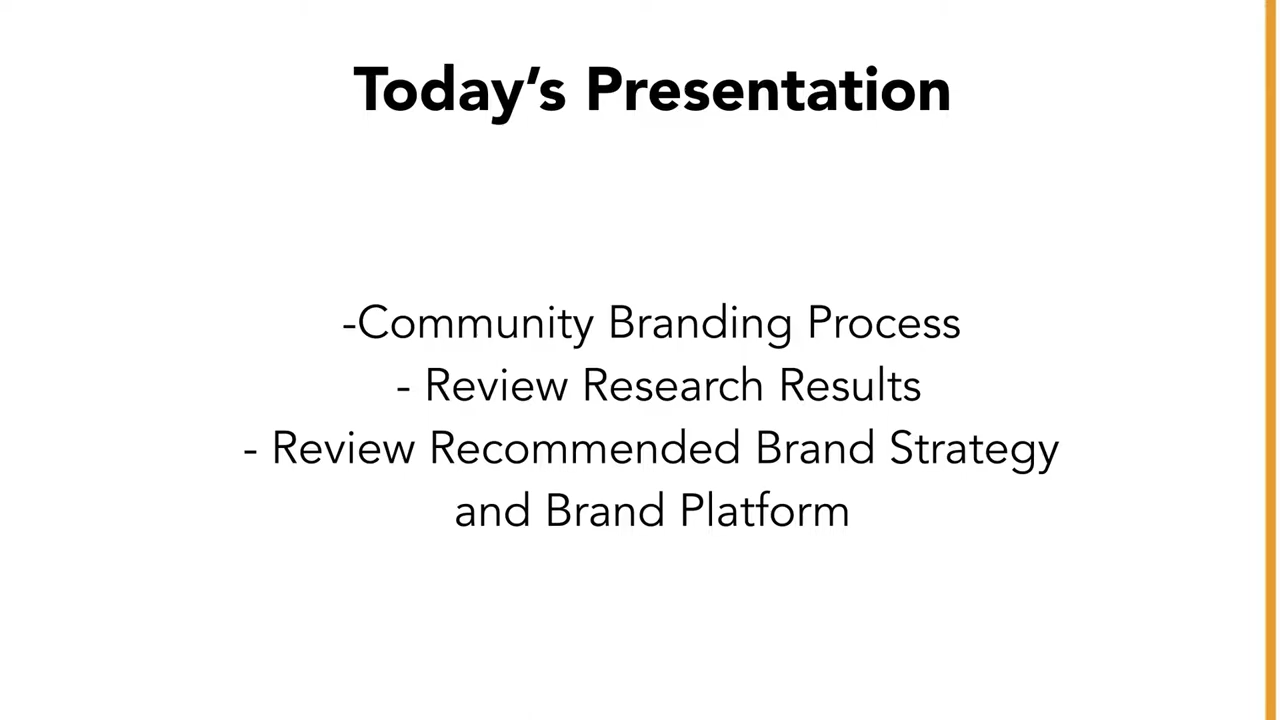 Today’s Presentation
-Community Branding Process
- Review Research Results
- Review Recommended Brand Strategy
and Brand Platform